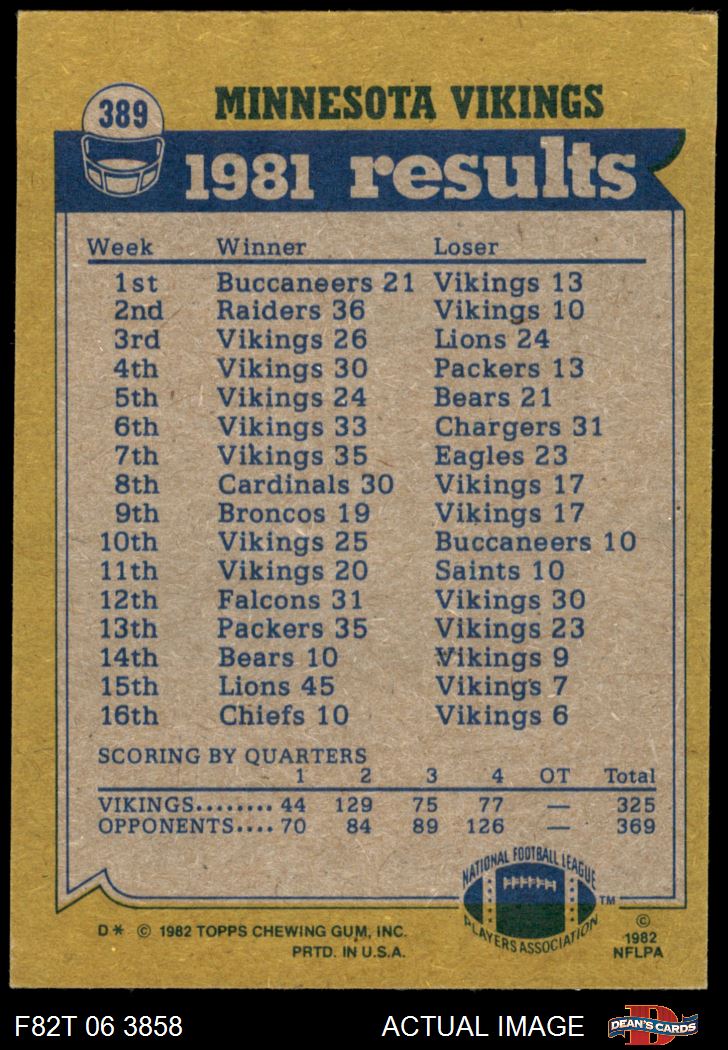 389
MINNESOTA VIKINGS
1981 results
Week Winner Loser
1st Buccaneers 21 Vikings 13
2nd Raiders 36 Vikings 10
3rd Vikings 26 Lions 24
4th Vikings 30 Packers 13
5th Vikings 24 Bears 21
6th Vikings 33 Chargers 31
7th Vikings 35 Eagles 23
8th Cardinals 30 Vikings 17
9th Broncos 19 Vikings 17
10th Vikings 25 Buccaneers 10
11th Vikings 20 Saints 10
12th Falcons 31 Vikings 30
13th Packers 35 Vikings 23
14th Bears 10 Vikings 9
15th Lions 45 Vikings 7
16th Chiefs 10 Vikings 6
SCORING BY QUARTERS
1 2 3 4 OT Total
VIKINGS........ 44 129 75 77 — 325
OPPONENTS.... 70 84 89 126 — 369
NATIONAL FOOTBALL LEAGUE
PLAYERS ASSOCIATION
TM
D* © 1982 TOPPS CHEWING GUM, INC.
PRTD. IN U.S.A.
©
1982
NFLPA
F82T 06 3858 ACTUAL IMAGE
DEAN'S CARDS